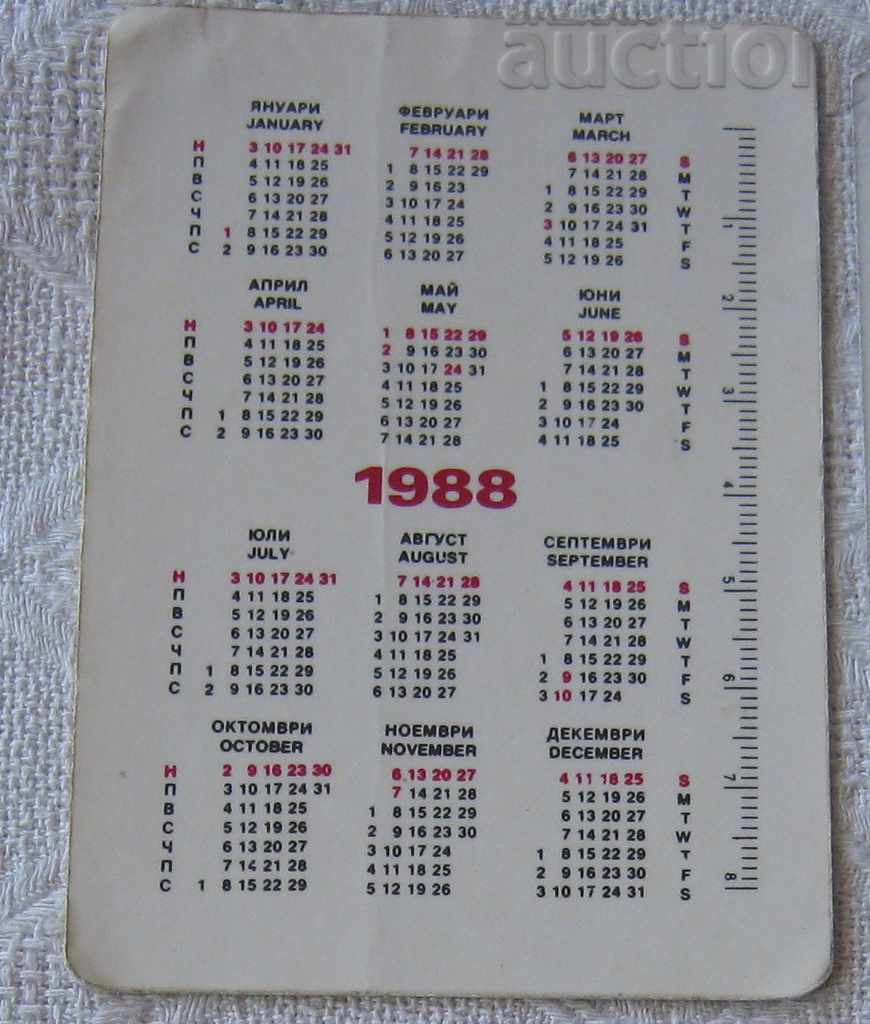 auction
ЯНУАРИ ФЕВРУАРИ МАРТ
JANUARY FEBRUARY MARCH
Н 3 10 17 24 31 7 14 21 28 6 13 20 27 S
П 4 11 18 25 1 8 15 22 29 7 14 21 28 M
В 5 12 19 26 2 9 16 23 1 8 15 22 29 T
С 6 13 20 27 3 10 17 24 2 9 16 23 30 W
Ч 7 14 21 28 4 11 18 25 3 10 17 24 31 T
П 1 8 15 22 29 5 12 19 26 4 11 18 25 F
С 2 9 16 23 30 6 13 20 27 5 12 19 26 S
АПРИЛ МАЙ ЮНИ
APRIL MAY JUNE
Н 3 10 17 24 1 8 15 22 29 5 12 19 26 S
П 4 11 18 25 2 9 16 23 30 6 13 20 27 M
В 5 12 19 26 3 10 17 24 31 7 14 21 28 T
С 6 13 20 27 4 11 18 25 1 8 15 22 29 W
Ч 7 14 21 28 5 12 19 26 2 9 16 23 30 T
П 1 8 15 22 29 6 13 20 27 3 10 17 24 F
С 2 9 16 23 30 7 14 21 28 4 11 18 25 S
1988
ЮЛИ АВГУСТ СЕПТЕМВРИ
JULY AUGUST SEPTEMBER
Н 3 10 17 24 31 7 14 21 28 4 11 18 25 S
П 4 11 18 25 1 8 15 22 29 5 12 19 26 M
В 5 12 19 26 2 9 16 23 30 6 13 20 27 T
С 6 13 20 27 3 10 17 24 31 7 14 21 28 W
Ч 7 14 21 28 4 11 18 25 1 8 15 22 29 T
П 1 8 15 22 29 5 12 19 26 2 9 16 23 30 F
С 2 9 16 23 30 6 13 20 27 3 10 17 24 S
ОКТОМВРИ НОЕМВРИ ДЕКЕМВРИ
OCTOBER NOVEMBER DECEMBER
Н 2 9 16 23 30 6 13 20 27 4 11 18 25 S
П 3 10 17 24 31 7 14 21 28 5 12 19 26 M
В 4 11 18 25 1 8 15 22 29 6 13 20 27 T
С 5 12 19 26 2 9 16 23 30 7 14 21 28 W
Ч 6 13 20 27 3 10 17 24 1 8 15 22 29 T
П 7 14 21 28 4 11 18 25 2 9 16 23 30 F
С 1 8 15 22 29 5 12 19 26 3 10 17 24 31 S
1
2
3
4
5
6
7
8